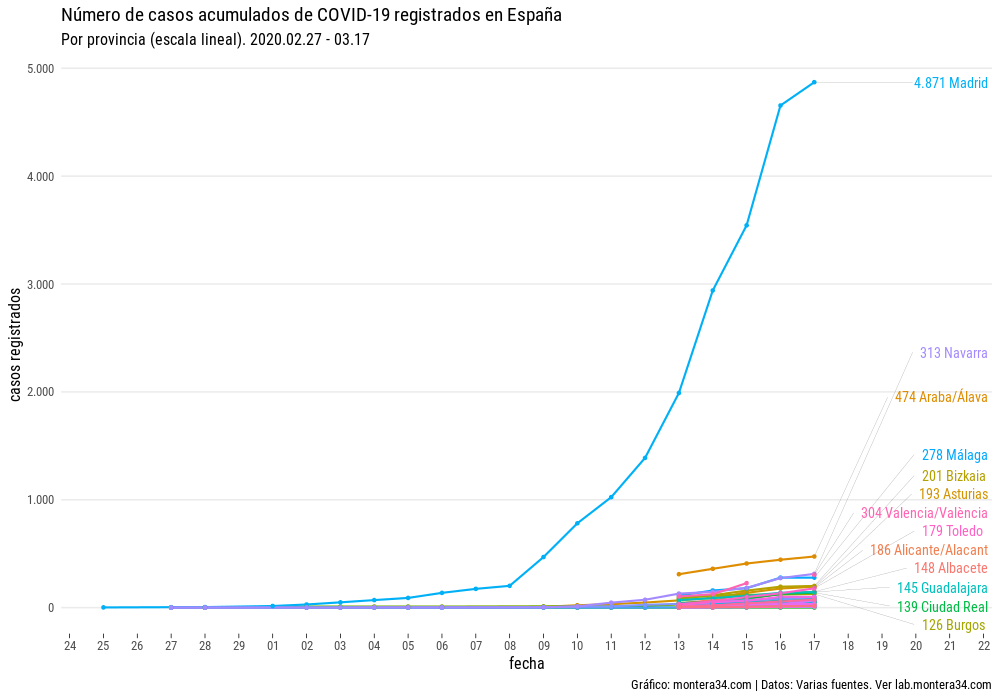 Número de casos acumulados de COVID-19 registrados en España
Por provincia (escala lineal). 2020.02.27 - 03.17
casos registrados
5.000
4.000
3.000
2.000
1.000
0
4.871 Madrid
313 Navarra
474 Araba/Álava
278 Málaga
201 Bizkaia
193 Asturias
304 Valencia/València
179 Toledo
186 Alicante/Alacant
148 Albacete
145 Guadalajara
139 Ciudad Real
126 Burgos
24 25 26 27 28 29 01 02 03 04 05 06 07 08 09 10 11 12 13 14 15 16 17 18 19 20 21 22
fecha
Gráfico: montera34.com | Datos: Varias fuentes. Ver lab.montera34.com